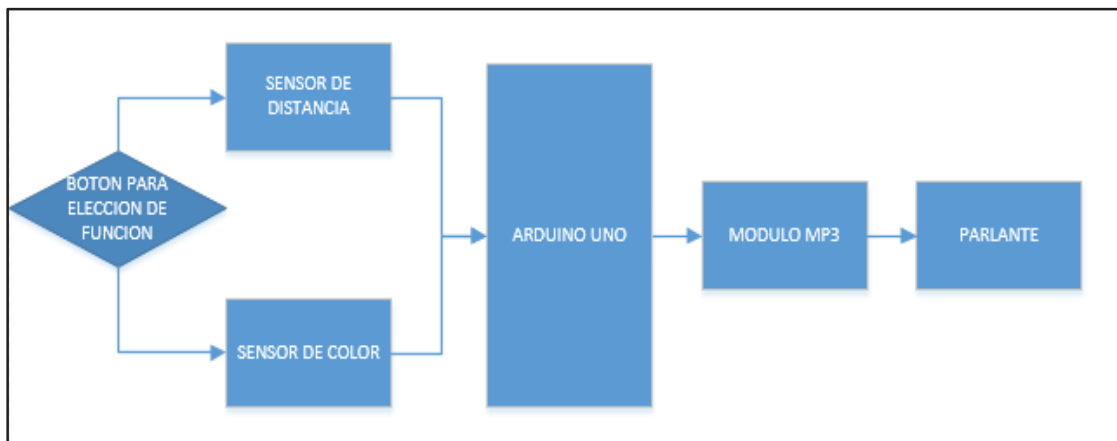 SENSOR DE
DISTANCIA
BOTON PARA
ELECCION DE
FUNCION
SENSOR DE COLOR
ARDUINO UNO
MODULO MP3
PARLANTE